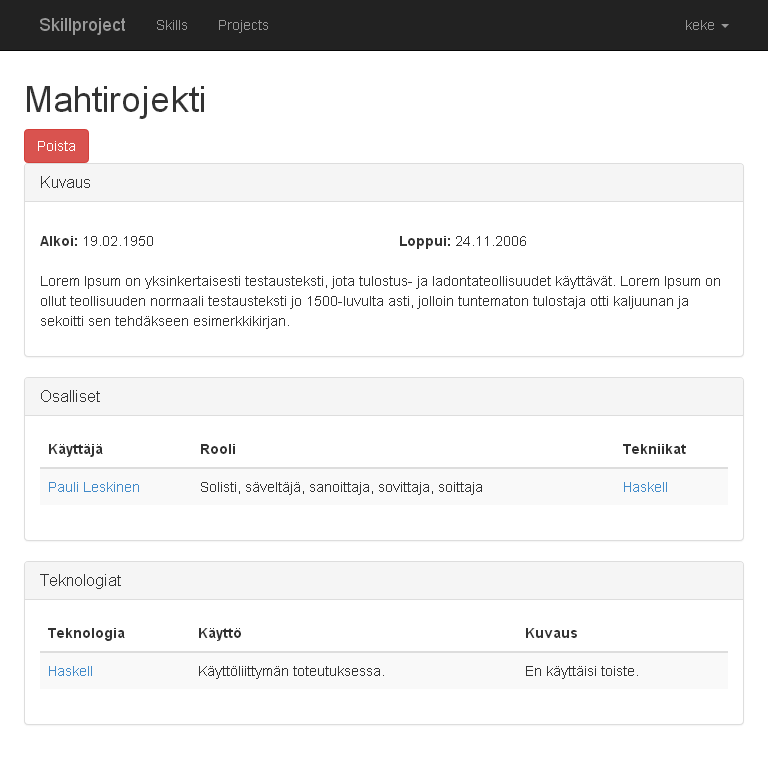 Skillproject Skills Projects keke
Mahtirojekti
Poista
Kuvaus
Alkoi: 19.02.1950 Loppui: 24.11.2006
Lorem Ipsum on yksinkertaisesti testausteksti, jota tulostus- ja ladontateollisuudet käyttävät. Lorem Ipsum on
ollut teollisuuden normaali testausteksti jo 1500-luvulta asti, jolloin tuntematon tulostaja otti kaljuunan ja
sekoitti sen tehdäkseen esimerkkikirjan.
Osalliset
Käyttäjä Rooli Tekniikat
Pauli Leskinen Solisti, säveltäjä, sanoittaja, sovittaja, soittaja Haskell
Teknologiat
Teknologia Käyttö Kuvaus
Haskell Käyttöliittymän toteutuksessa. En käyttäisi toiste.